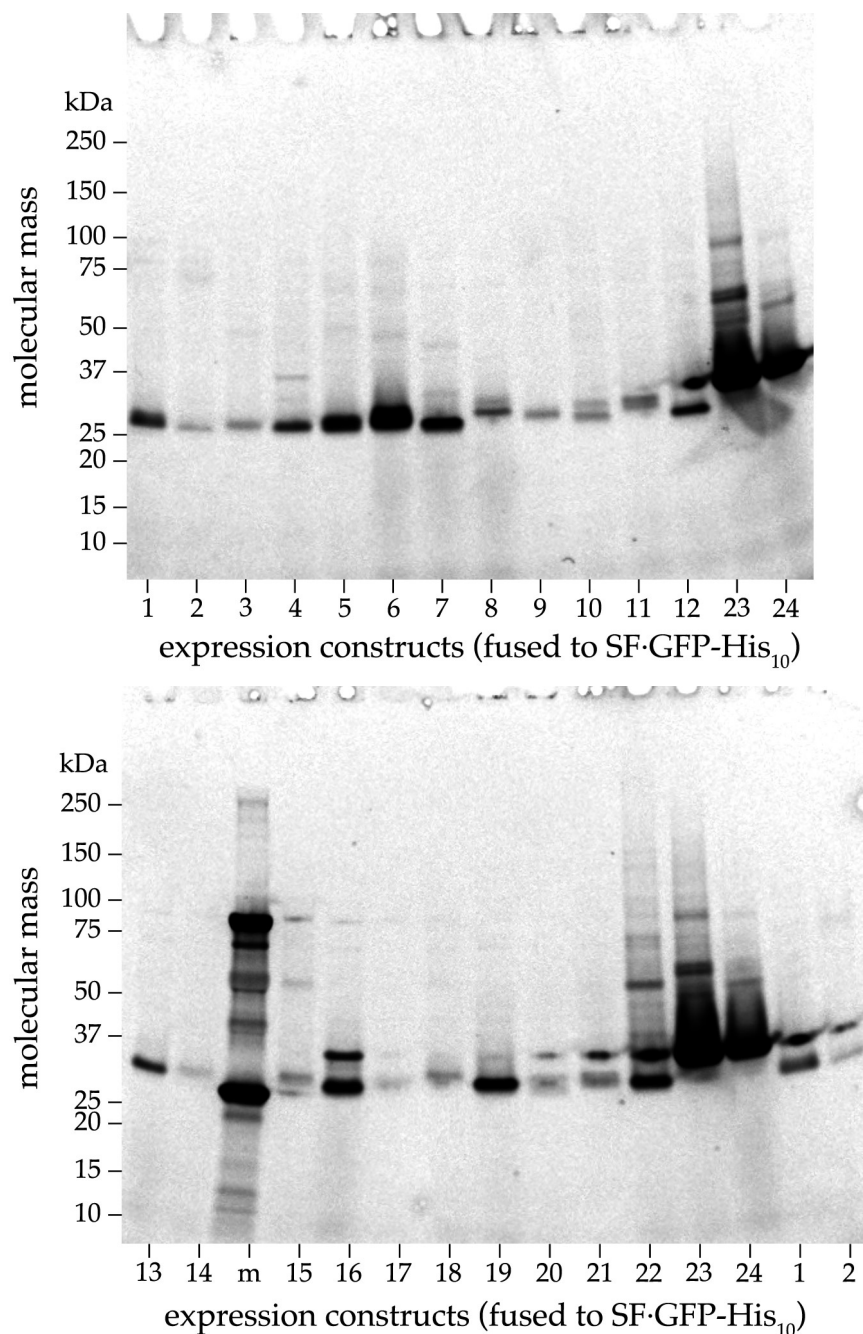 kDa
250
150
100
75
50
37
25
20
15
10
molecular mass
1 2 3 4 5 6 7 8 9 10 11 12 23 24
expression constructs (fused to SF·GFP-His₁₀)
kDa
250
150
100
75
50
37
25
20
15
10
molecular mass
13 14 m 15 16 17 18 19 20 21 22 23 24 1 2
expression constructs (fused to SF·GFP-His₁₀)